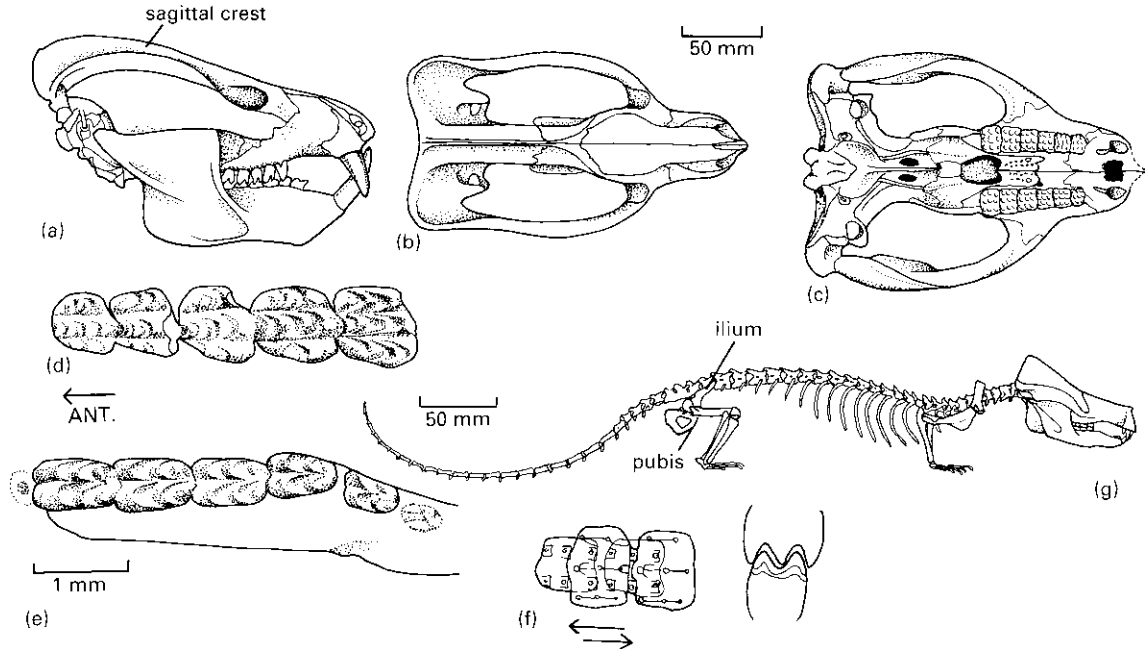 sagittal crest
50 mm
(a)
(b)
(c)
(d)
ANT.
50 mm
ilium
pubis
(g)
1 mm
(e)
(f)